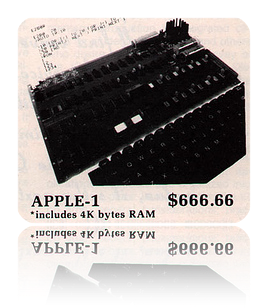 APPLE-1 $666.66
*includes 4K bytes RAM